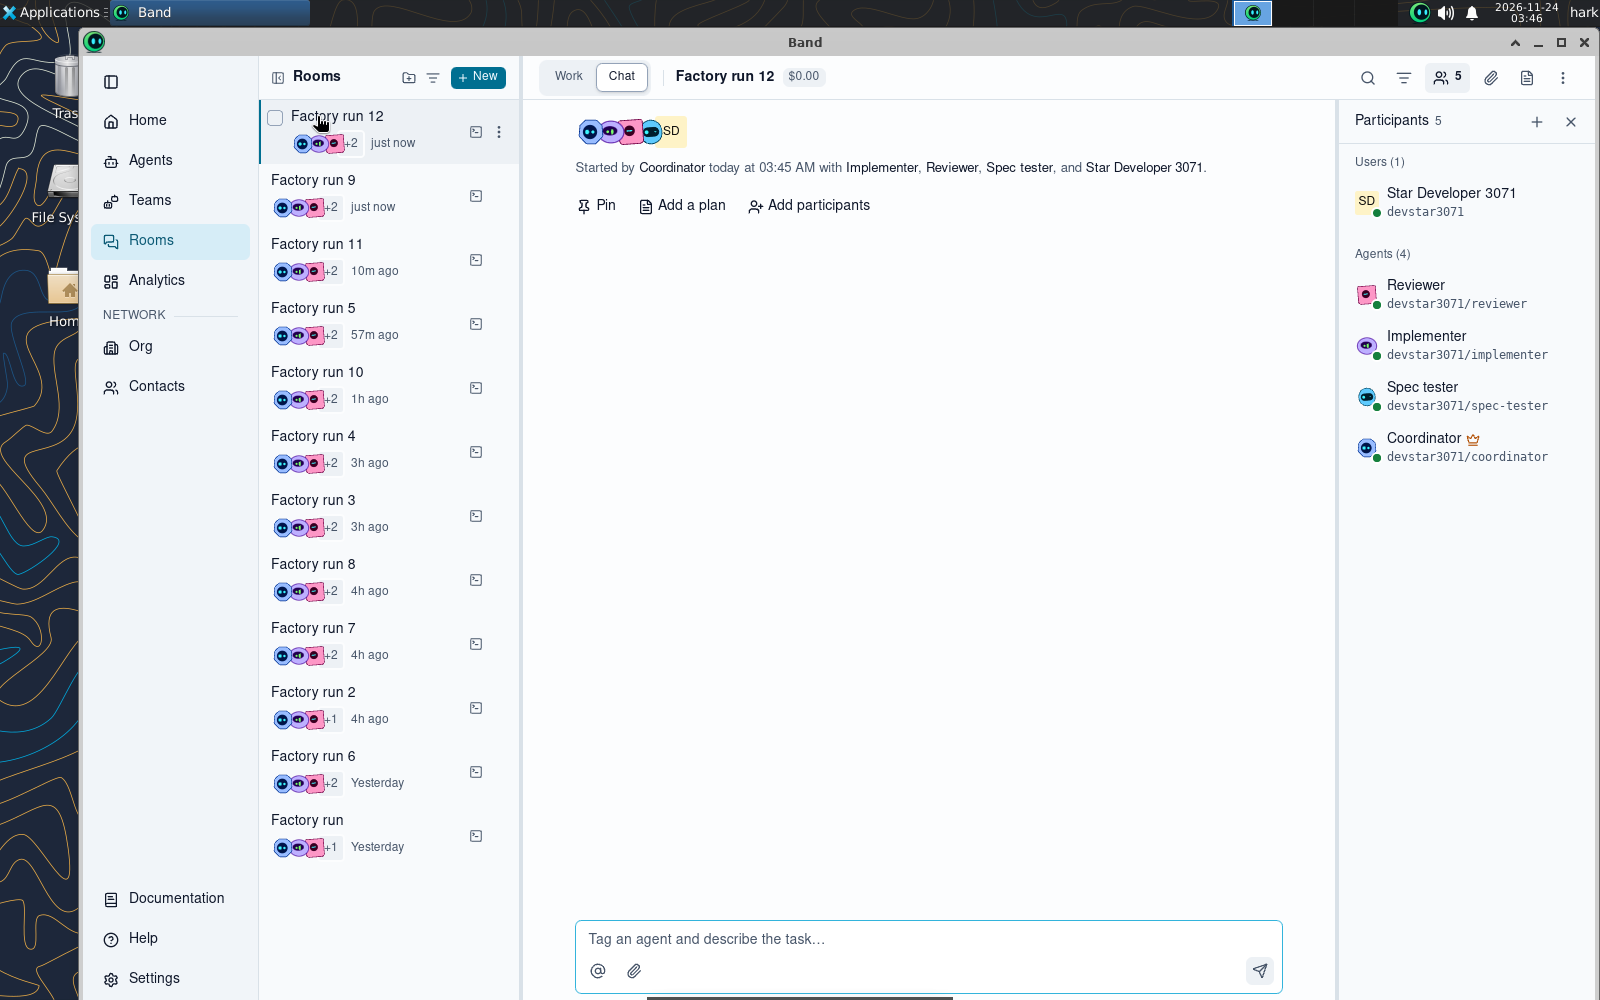 Applications
Band
2026-11-24
03:46
hark
Band
Tras
File Sys
Hom
Home
Agents
Teams
Rooms
Analytics
NETWORK
Org
Contacts
Documentation
Help
Settings
Rooms
+ New
Factory run 12
+2 just now
Factory run 9
+2 just now
Factory run 11
+2 10m ago
Factory run 5
+2 57m ago
Factory run 10
+2 1h ago
Factory run 4
+2 3h ago
Factory run 3
+2 3h ago
Factory run 8
+2 4h ago
Factory run 7
+2 4h ago
Factory run 2
+1 4h ago
Factory run 6
+2 Yesterday
Factory run
+1 Yesterday
Work Chat Factory run 12 $0.00
5
SD
Started by Coordinator today at 03:45 AM with Implementer, Reviewer, Spec tester, and Star Developer 3071.
Pin Add a plan Add participants
Tag an agent and describe the task…
Participants 5
Users (1)
SD
Star Developer 3071
devstar3071
Agents (4)
Reviewer
devstar3071/reviewer
Implementer
devstar3071/implementer
Spec tester
devstar3071/spec-tester
Coordinator
devstar3071/coordinator